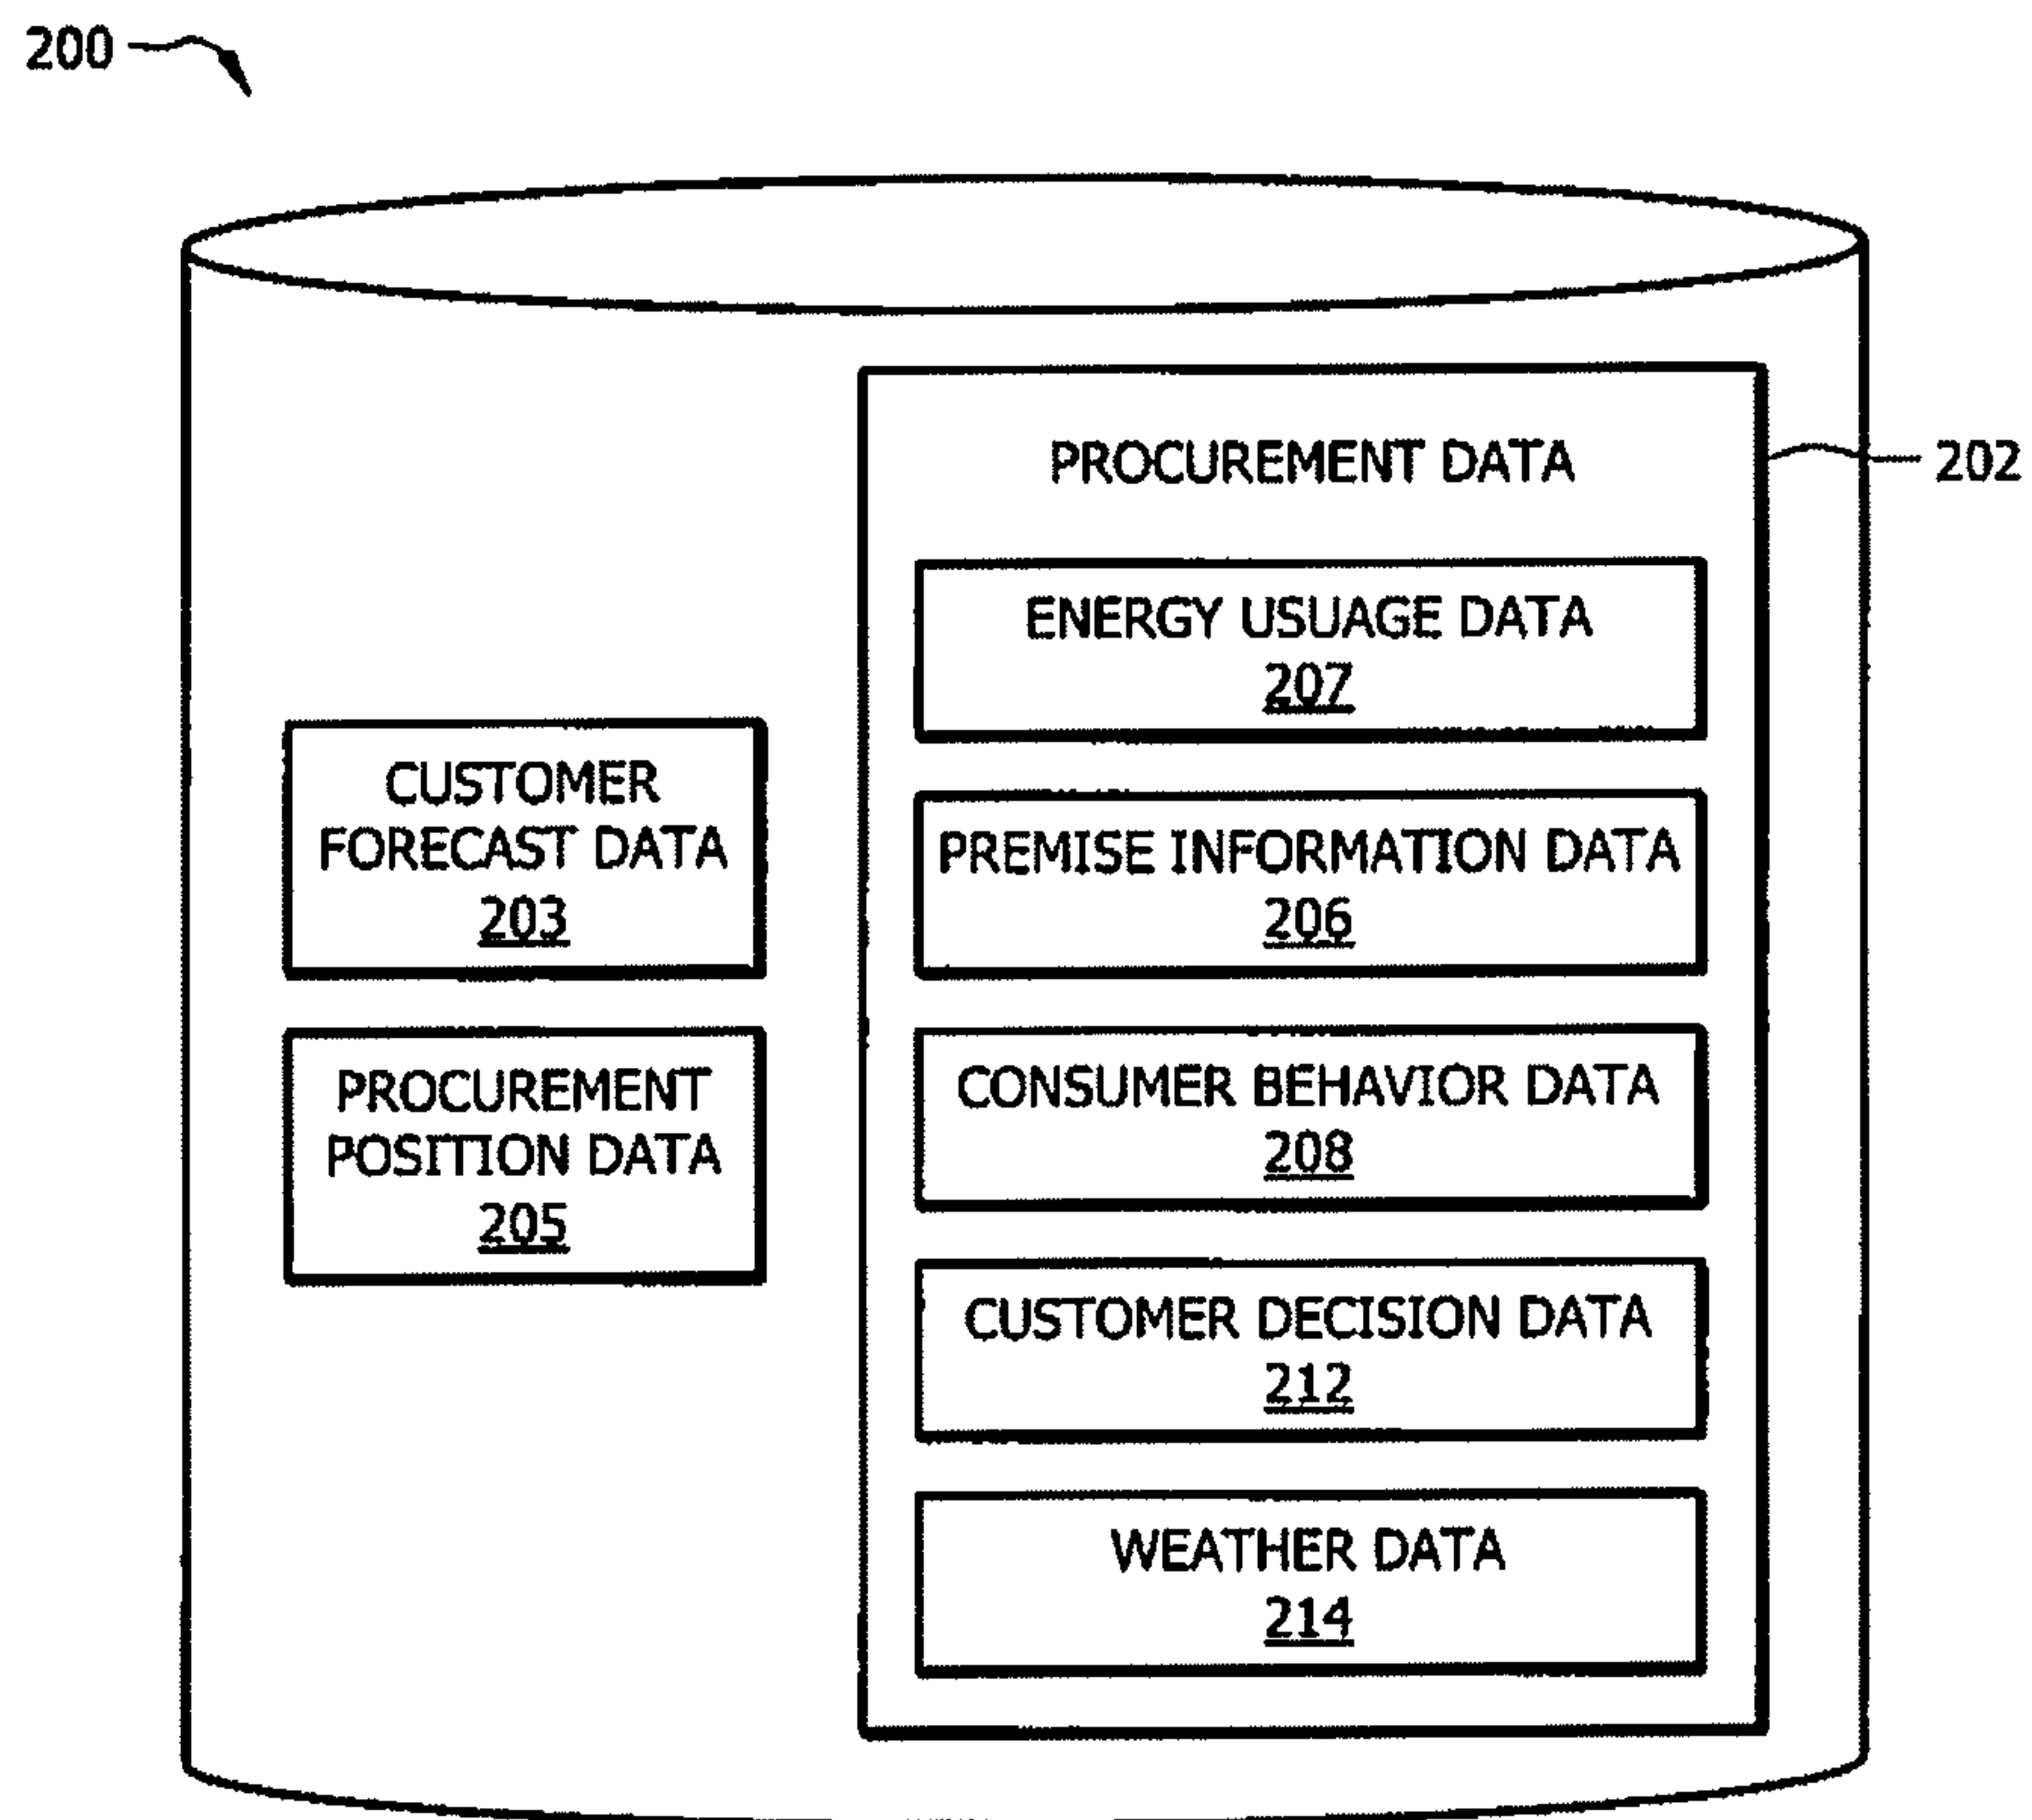 200
PROCUREMENT DATA
202
ENERGY USUAGE DATA
207
CUSTOMER
FORECAST DATA
203
PREMISE INFORMATION DATA
206
PROCUREMENT
POSITION DATA
205
CONSUMER BEHAVIOR DATA
208
CUSTOMER DECISION DATA
212
WEATHER DATA
214